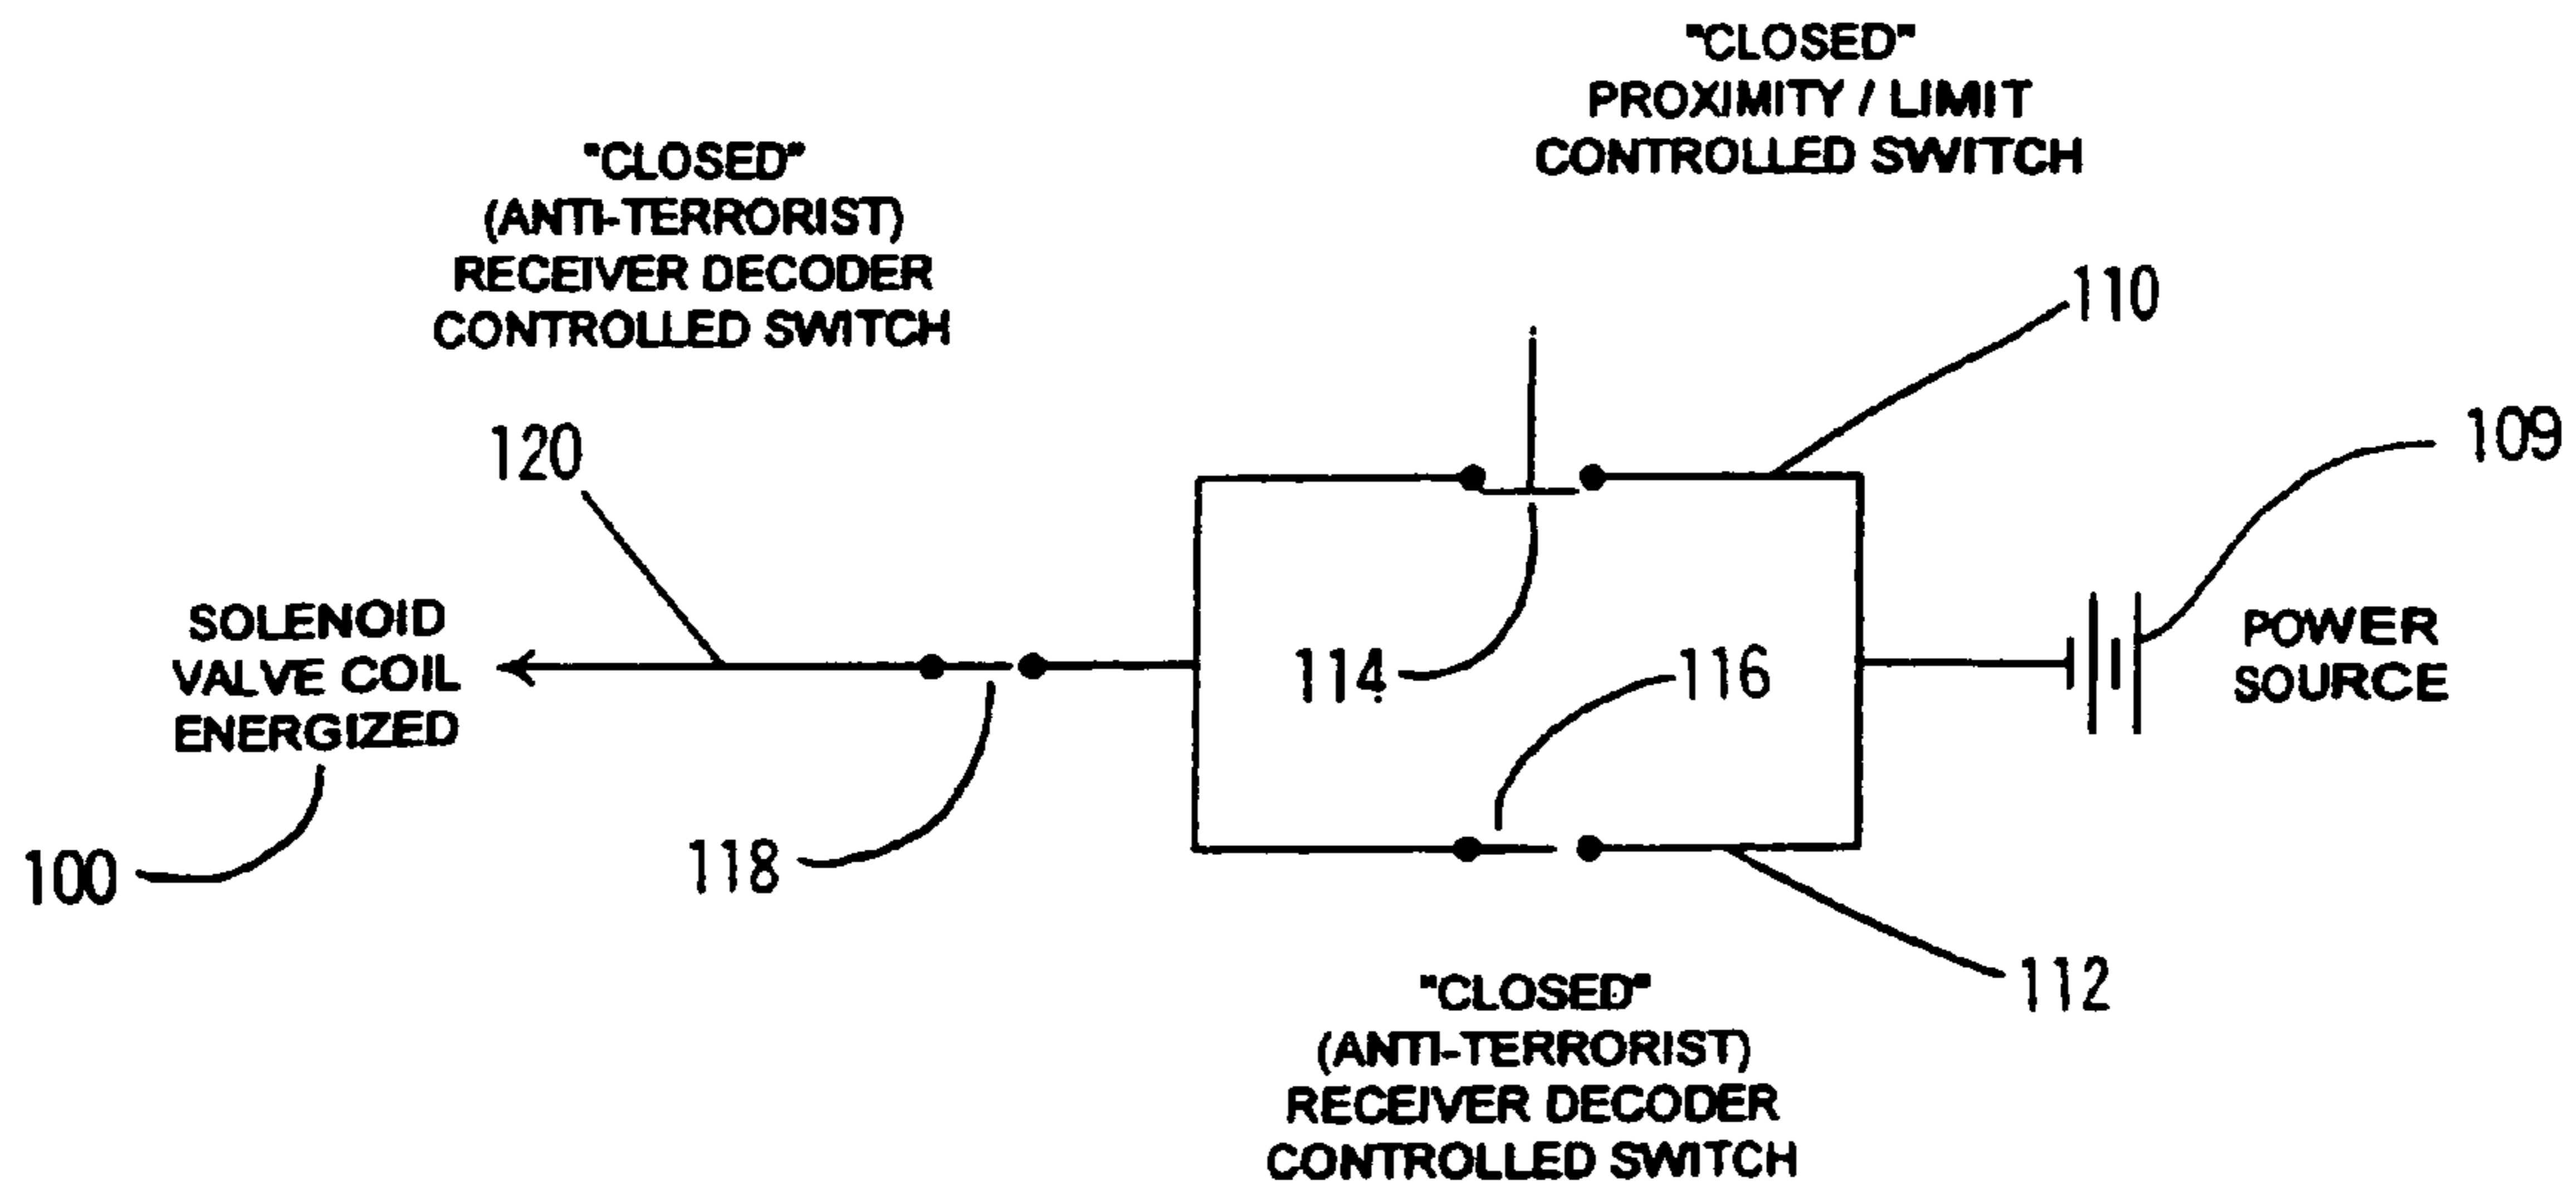 "CLOSED"
PROXIMITY / LIMIT
CONTROLLED SWITCH
"CLOSED"
(ANTI-TERRORIST)
RECEIVER DECODER
CONTROLLED SWITCH
110
109
120
SOLENOID
VALVE COIL
ENERGIZED
114
116
POWER
SOURCE
118
100
112
"CLOSED"
(ANTI-TERRORIST)
RECEIVER DECODER
CONTROLLED SWITCH